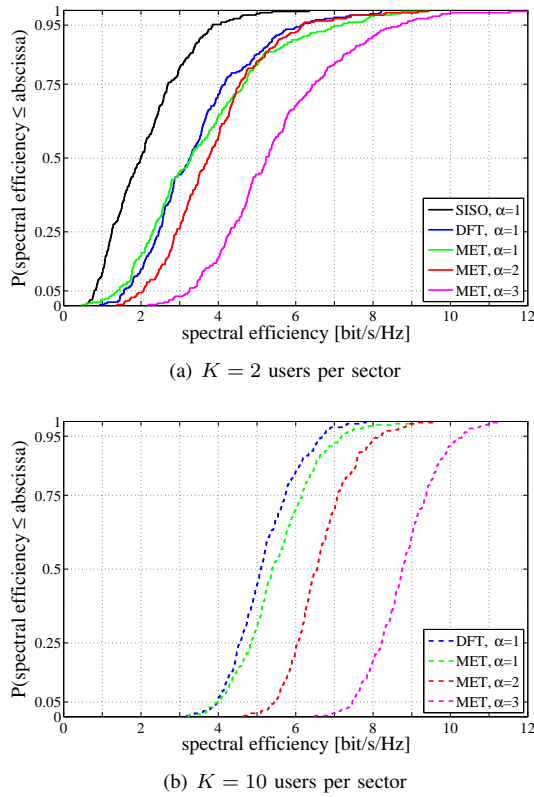 1
0.95
0.75
0.5
0.25
0.05
0
P(spectral efficiency ≤ abscissa)
SISO, α=1
DFT, α=1
MET, α=1
MET, α=2
MET, α=3
0 2 4 6 8 10 12
spectral efficiency [bit/s/Hz]
(a) K = 2 users per sector
1
0.95
0.75
0.5
0.25
0.05
0
P(spectral efficiency ≤ abscissa)
DFT, α=1
MET, α=1
MET, α=2
MET, α=3
0 2 4 6 8 10 12
spectral efficiency [bit/s/Hz]
(b) K = 10 users per sector